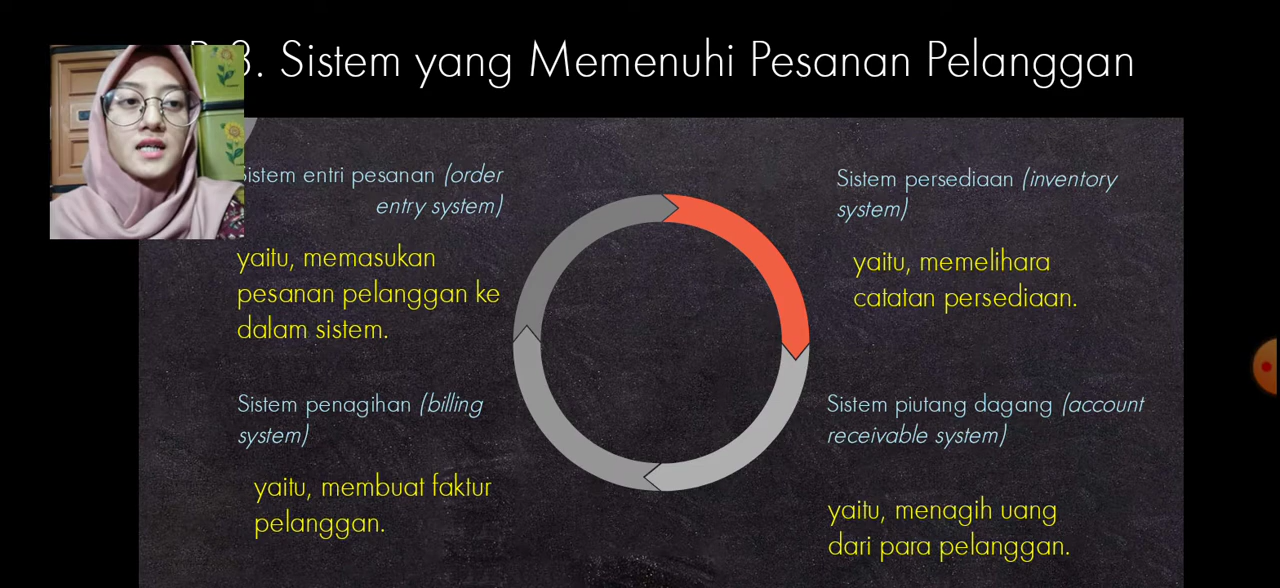 3. Sistem yang Memenuhi Pesanan Pelanggan
Sistem entri pesanan (order
entry system)
yaitu, memasukan
pesanan pelanggan ke
dalam sistem.
Sistem persediaan (inventory
system)
yaitu, memelihara
catatan persediaan.
Sistem penagihan (billing
system)
yaitu, membuat faktur
pelanggan.
Sistem piutang dagang (account
receivable system)
yaitu, menagih uang
dari para pelanggan.